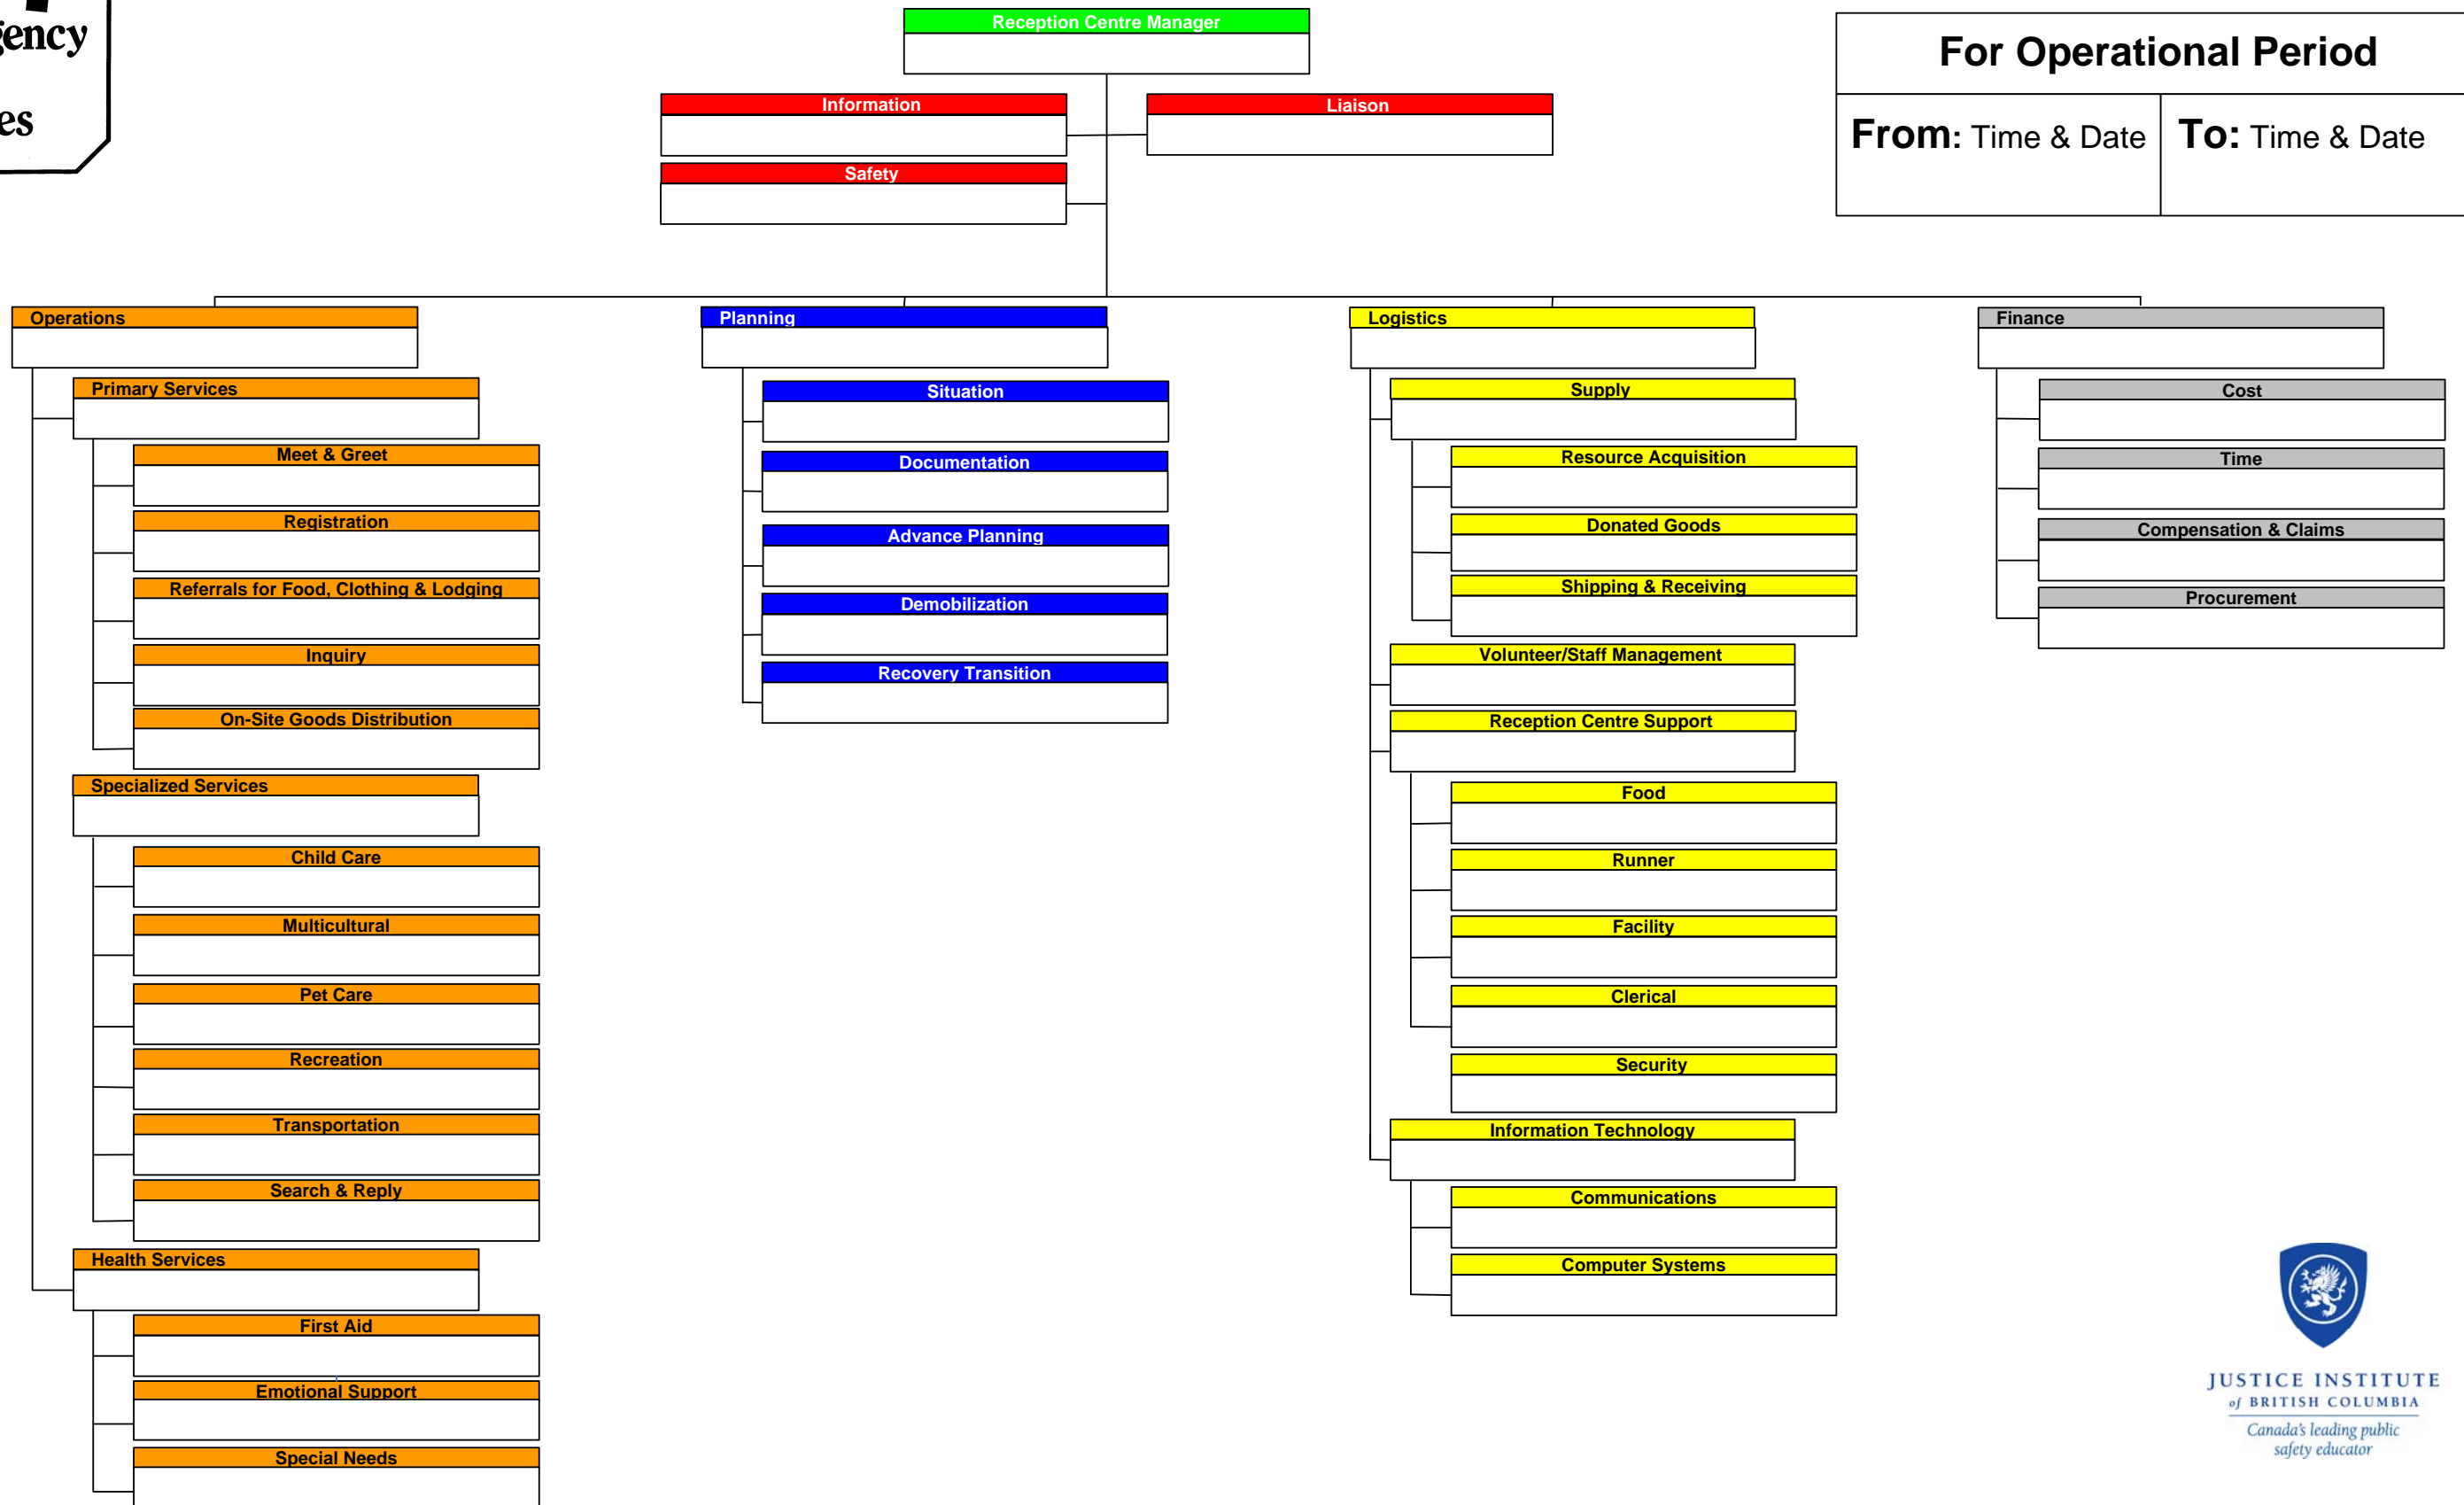 gency
es
Reception Centre Manager
Information
Liaison
Safety
For Operational Period
From: Time & Date
To: Time & Date
Operations
Primary Services
Meet & Greet
Registration
Referrals for Food, Clothing & Lodging
Inquiry
On-Site Goods Distribution
Specialized Services
Child Care
Multicultural
Pet Care
Recreation
Transportation
Search & Reply
Health Services
First Aid
Emotional Support
Special Needs
Planning
Situation
Documentation
Advance Planning
Demobilization
Recovery Transition
Logistics
Supply
Resource Acquisition
Donated Goods
Shipping & Receiving
Volunteer/Staff Management
Reception Centre Support
Food
Runner
Facility
Clerical
Security
Information Technology
Communications
Computer Systems
Finance
Cost
Time
Compensation & Claims
Procurement
JUSTICE INSTITUTE
of BRITISH COLUMBIA
Canada's leading public
safety educator